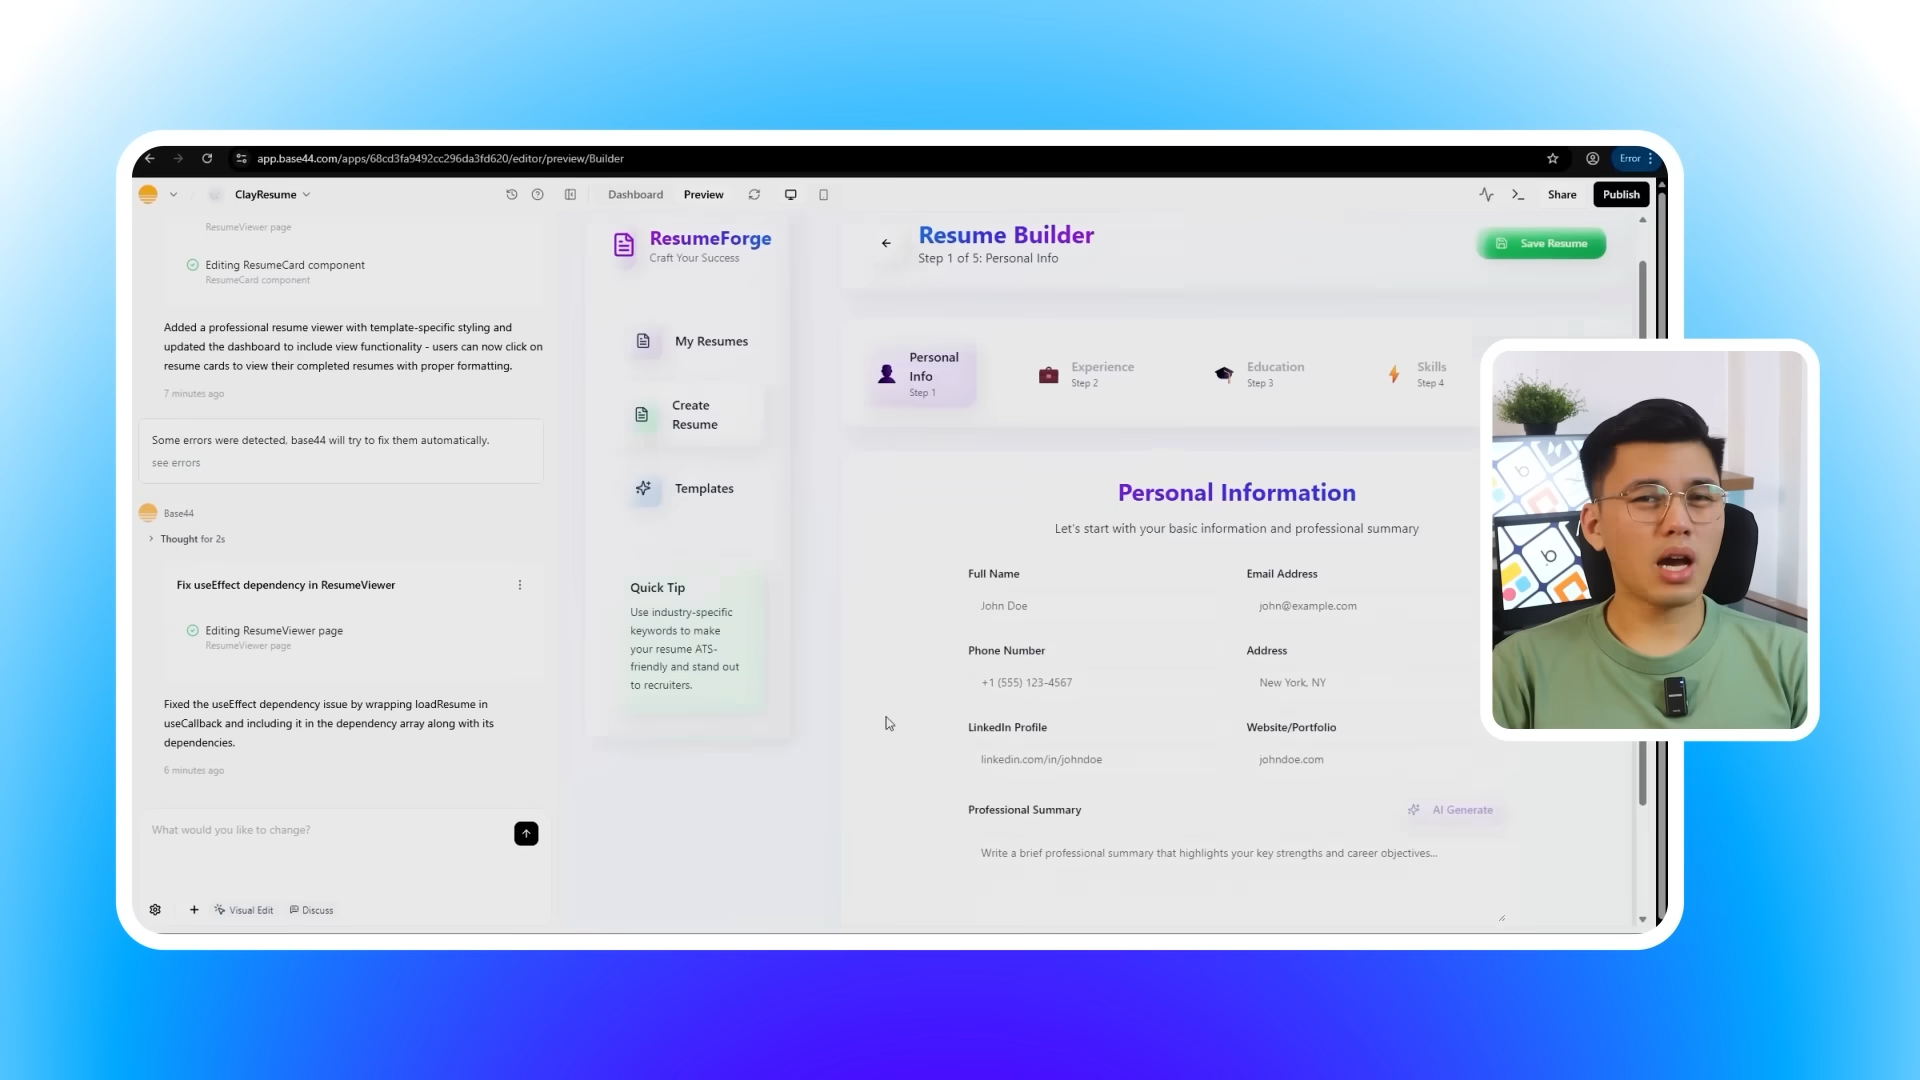 app.base44.com/apps/68cd3fa9492cc296da3fd620/editor/preview/Builder
Error
ClayResume
Dashboard
Preview
Share
Publish
ResumeViewer page
Editing ResumeCard component
ResumeCard component
Added a professional resume viewer with template-specific styling and
updated the dashboard to include view functionality - users can now click on
resume cards to view their completed resumes with proper formatting.
7 minutes ago
Some errors were detected, base44 will try to fix them automatically.
see errors
Base44
Thought for 2s
Fix useEffect dependency in ResumeViewer
Editing ResumeViewer page
ResumeViewer page
Fixed the useEffect dependency issue by wrapping loadResume in
useCallback and including it in the dependency array along with its
dependencies.
6 minutes ago
What would you like to change?
Visual Edit
Discuss
ResumeForge
Craft Your Success
My Resumes
Create
Resume
Templates
Quick Tip
Use industry-specific
keywords to make
your resume ATS-
friendly and stand out
to recruiters.
Resume Builder
Step 1 of 5: Personal Info
Save Resume
Personal
Info
Step 1
Experience
Step 2
Education
Step 3
Skills
Step 4
Personal Information
Let's start with your basic information and professional summary
Full Name
John Doe
Email Address
john@example.com
Phone Number
+1 (555) 123-4567
Address
New York, NY
LinkedIn Profile
linkedin.com/in/johndoe
Website/Portfolio
johndoe.com
Professional Summary
AI Generate
Write a brief professional summary that highlights your key strengths and career objectives...